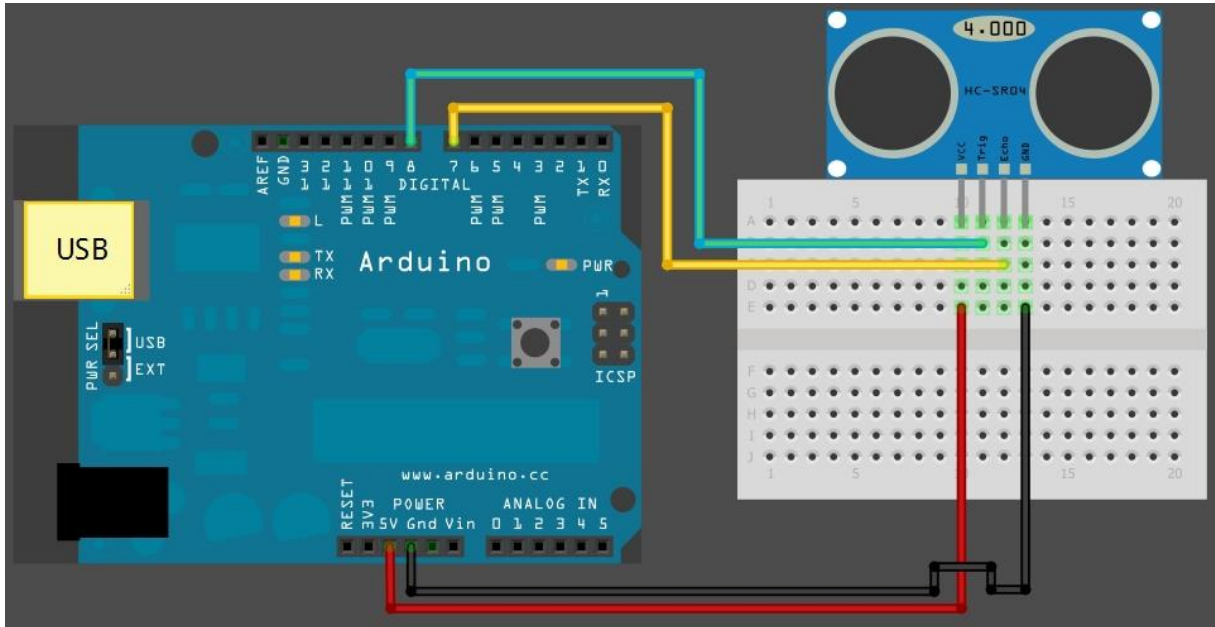 4.000
HC-SR04
VCC Trig Echo GND
AREF GND 13 12 11 10 9 8 7 6 5 4 3 2 1 0
PWM PWM PWM PWM PWM PWM TX RX
DIGITAL
USB
L
TX
RX
Arduino
PWR
1
ICSP
PWR SEL
USB
EXT
www.arduino.cc
RESET 3V3 5V Gnd Vin
POWER
ANALOG IN
0 1 2 3 4 5
1 5 10 15 20
A
D
E
F
G
H
I
J
1 5 10 15 20